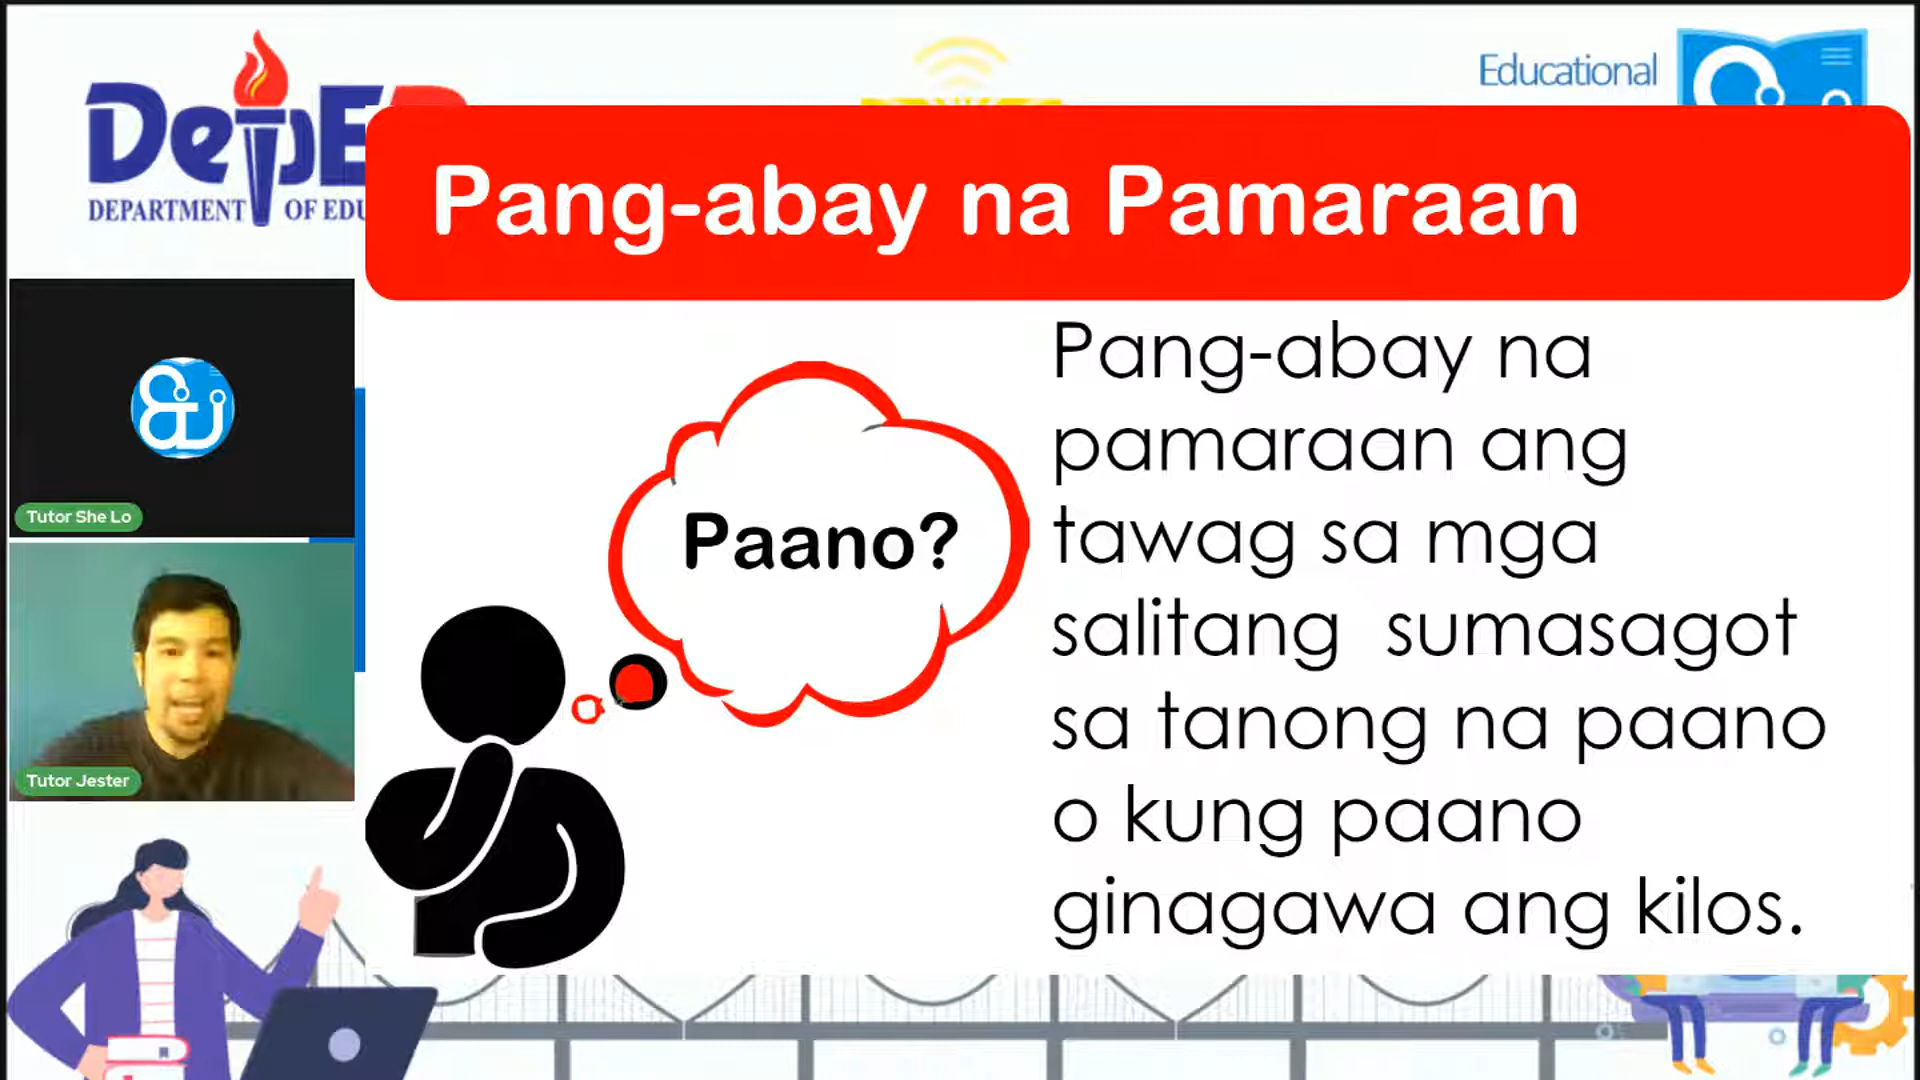 DepE
DEPARTMENT OF EDU
Educational
Pang-abay na Pamaraan
Paano?
Pang-abay na
pamaraan ang
tawag sa mga
salitang sumasagot
sa tanong na paano
o kung paano
ginagawa ang kilos.
Tutor She Lo
Tutor Jester